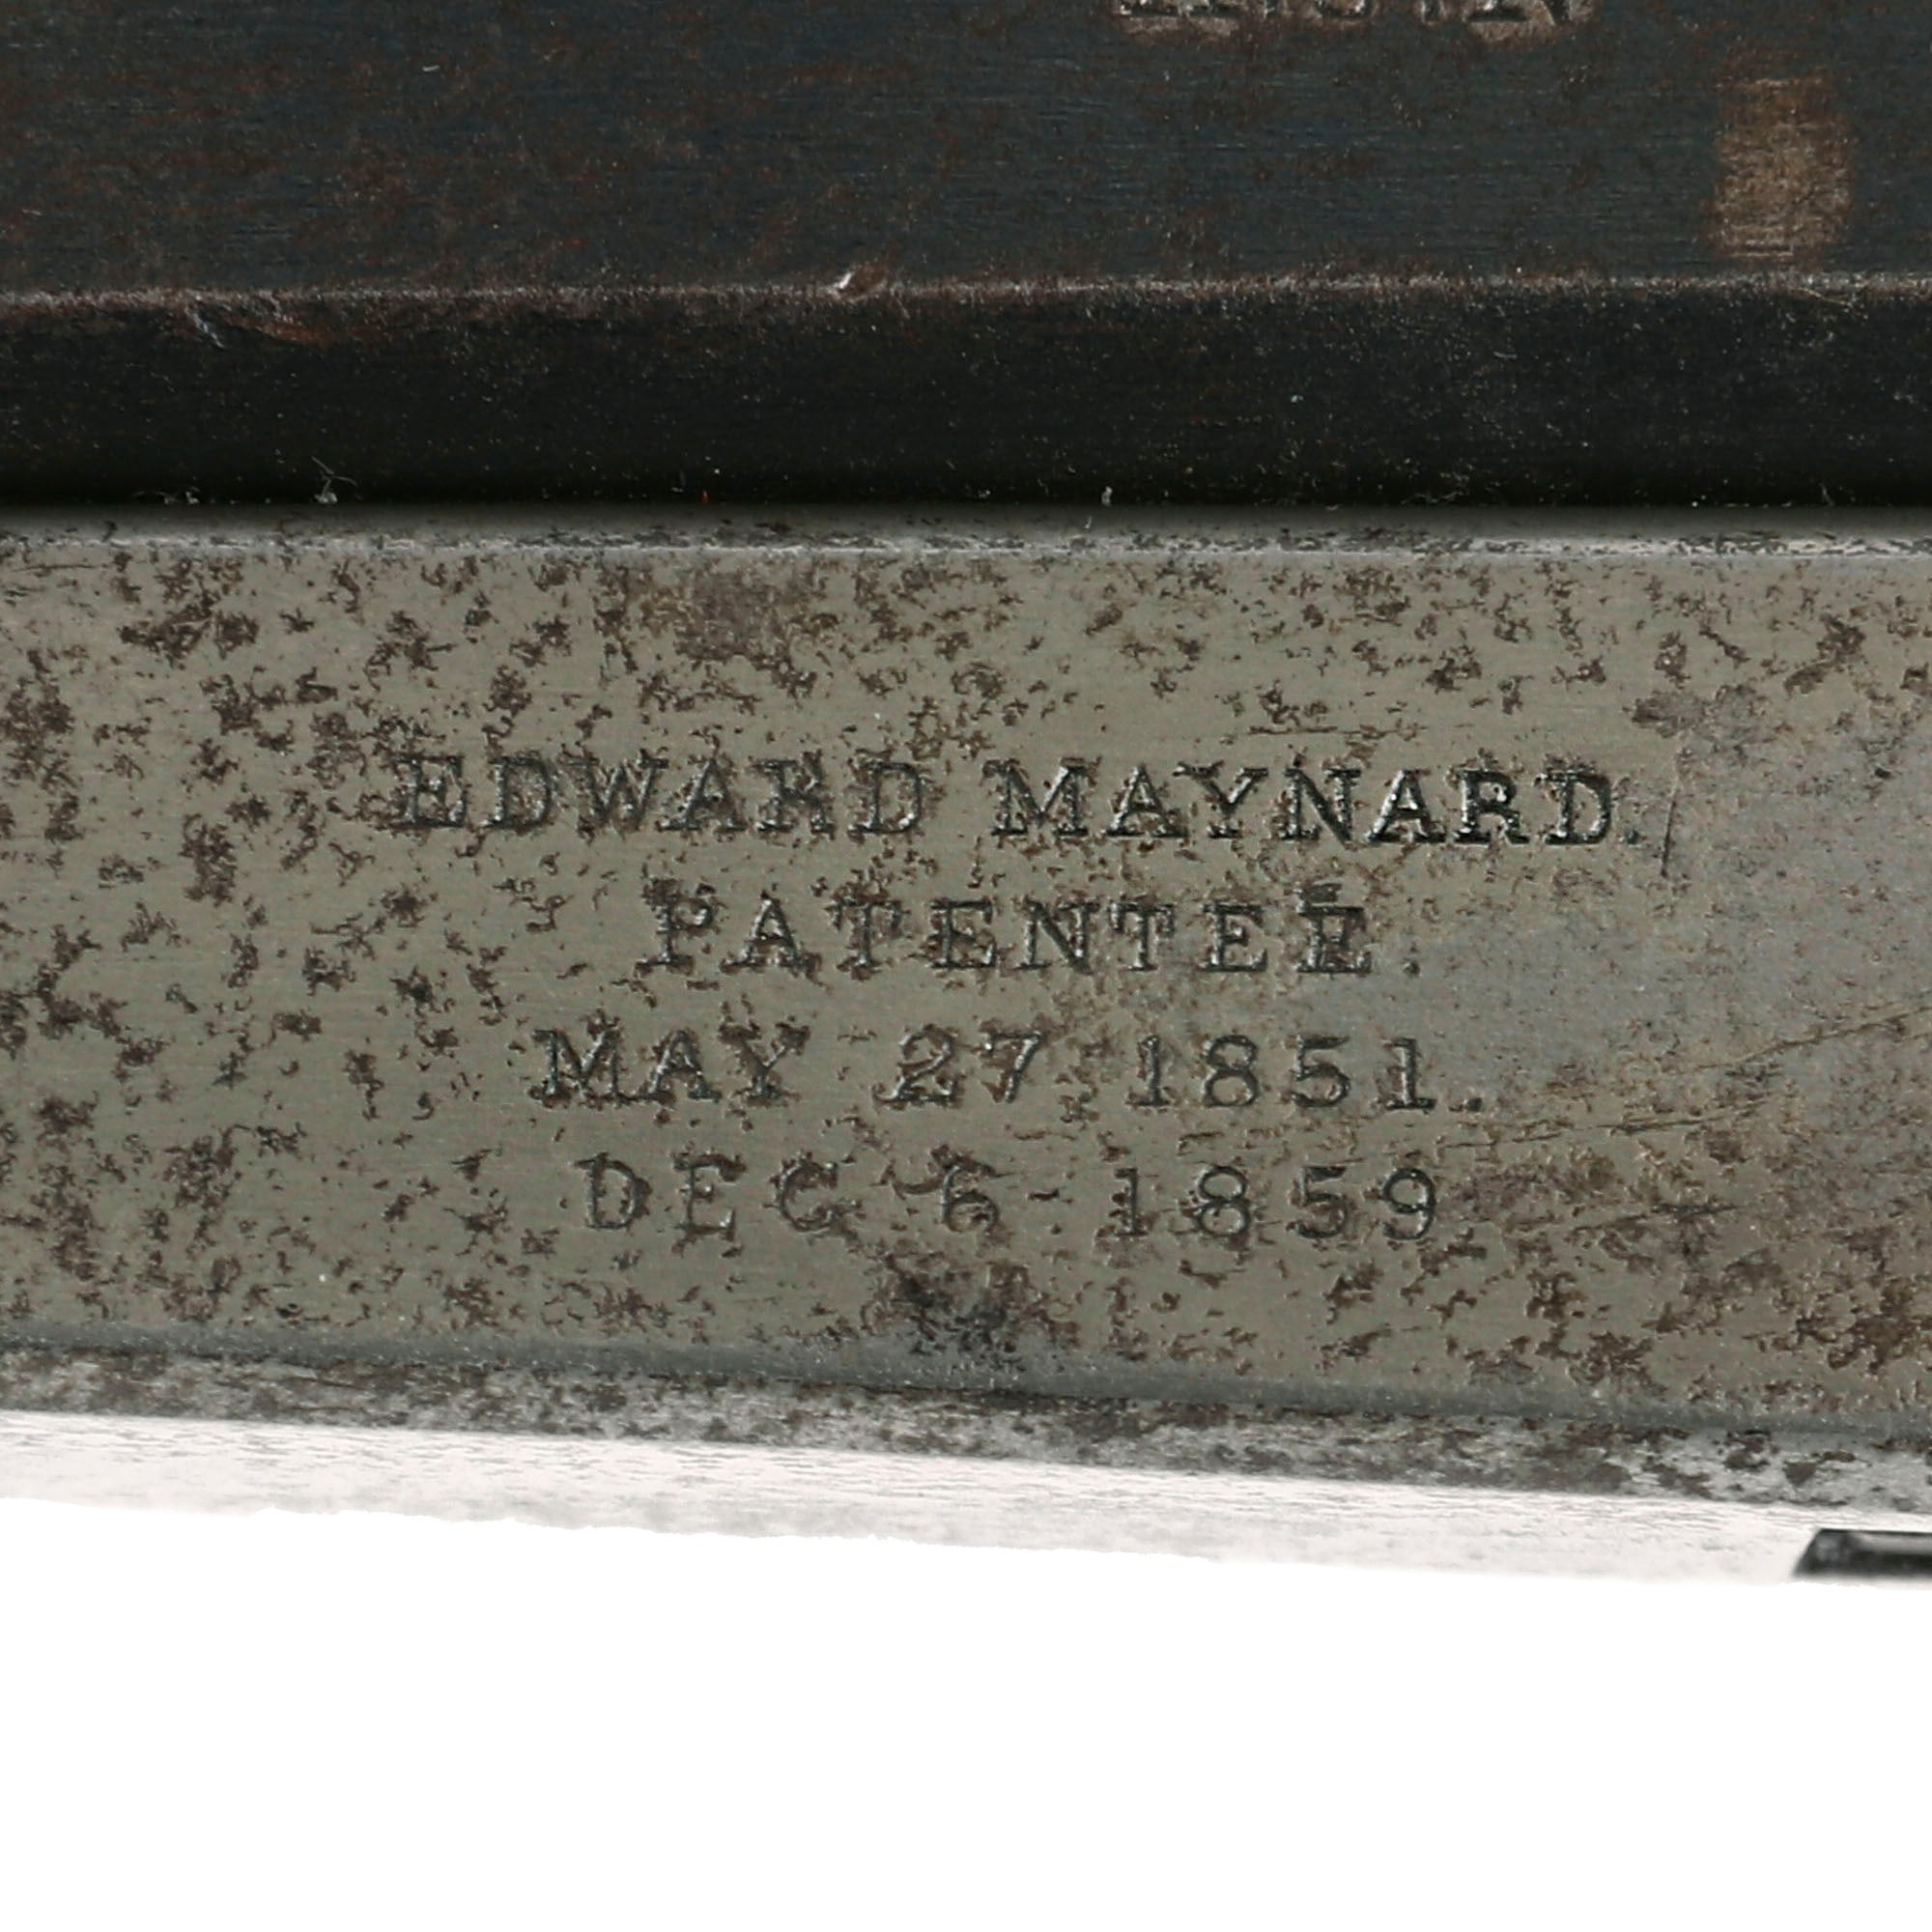 EDWARD MAYNARD.
PATENTEE.
MAY 27, 1851.
DEC 6 1859